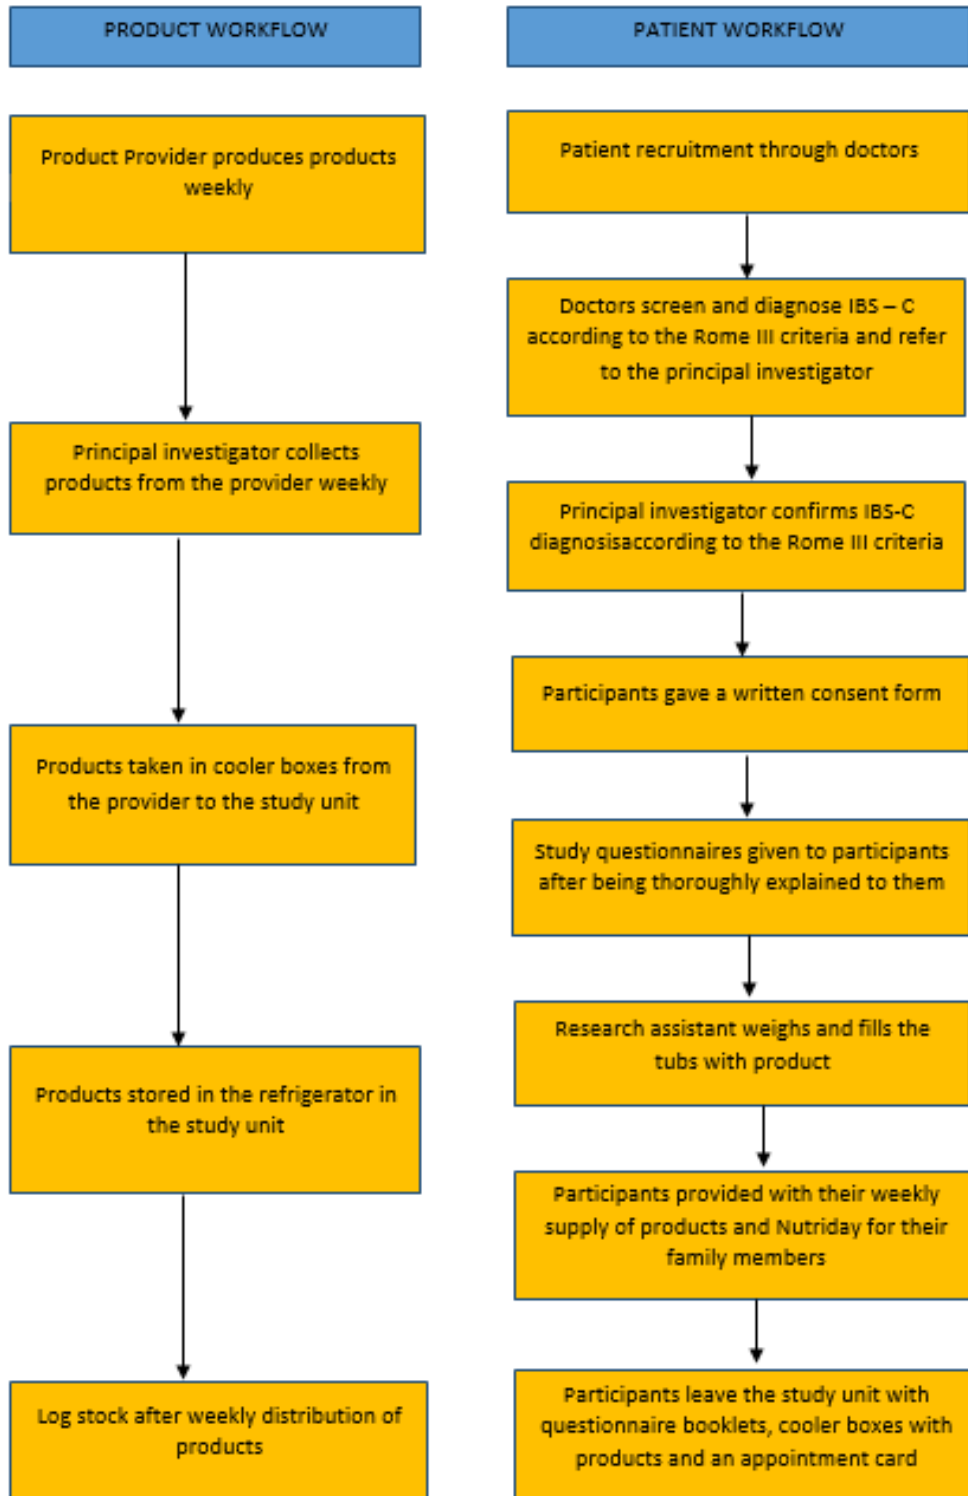 PRODUCT WORKFLOW
Product Provider produces products
weekly
Principal investigator collects
products from the provider weekly
Products taken in cooler boxes from
the provider to the study unit
Products stored in the refrigerator in
the study unit
Log stock after weekly distribution of
products
PATIENT WORKFLOW
Patient recruitment through doctors
Doctors screen and diagnose IBS – C
according to the Rome III criteria and refer
to the principal investigator
Principal investigator confirms IBS-C
diagnosisaccording to the Rome III criteria
Participants gave a written consent form
Study questionnaires given to participants
after being thoroughly explained to them
Research assistant weighs and fills the
tubs with product
Participants provided with their weekly
supply of products and Nutriday for their
family members
Participants leave the study unit with
questionnaire booklets, cooler boxes with
products and an appointment card